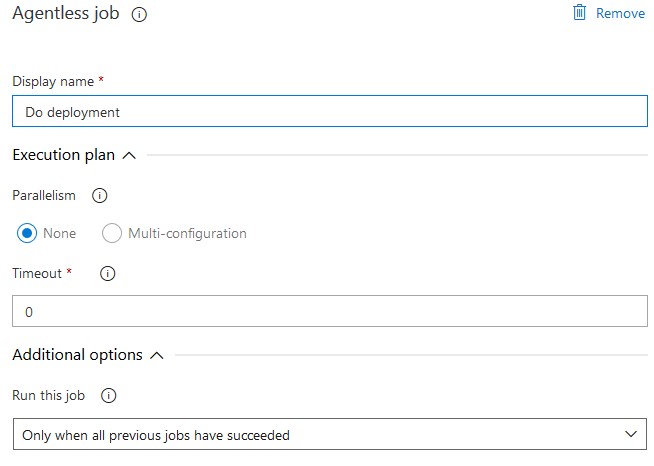 Agentless job
Remove
Display name *
Do deployment
Execution plan
Parallelism
None Multi-configuration
Timeout *
0
Additional options
Run this job
Only when all previous jobs have succeeded